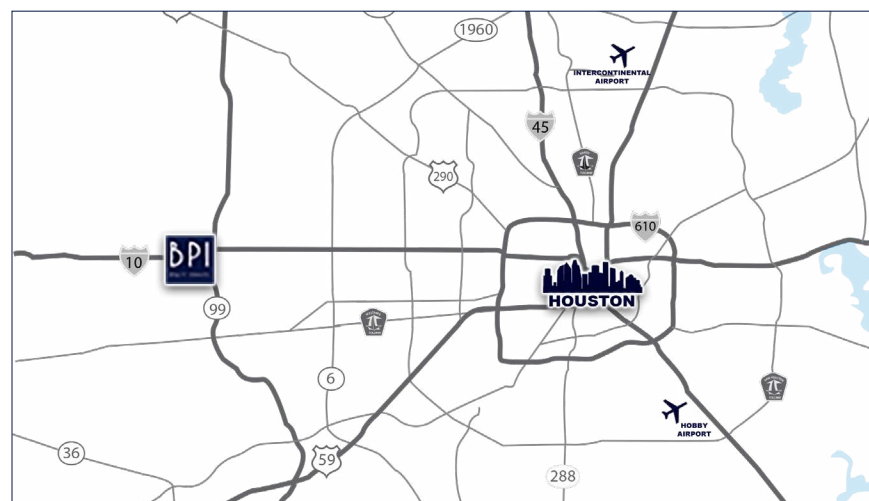 1960
INTERCONTINENTAL
AIRPORT
45
290
610
10
BPI
HOUSTON
99
6
HOBBY
AIRPORT
36
59
288